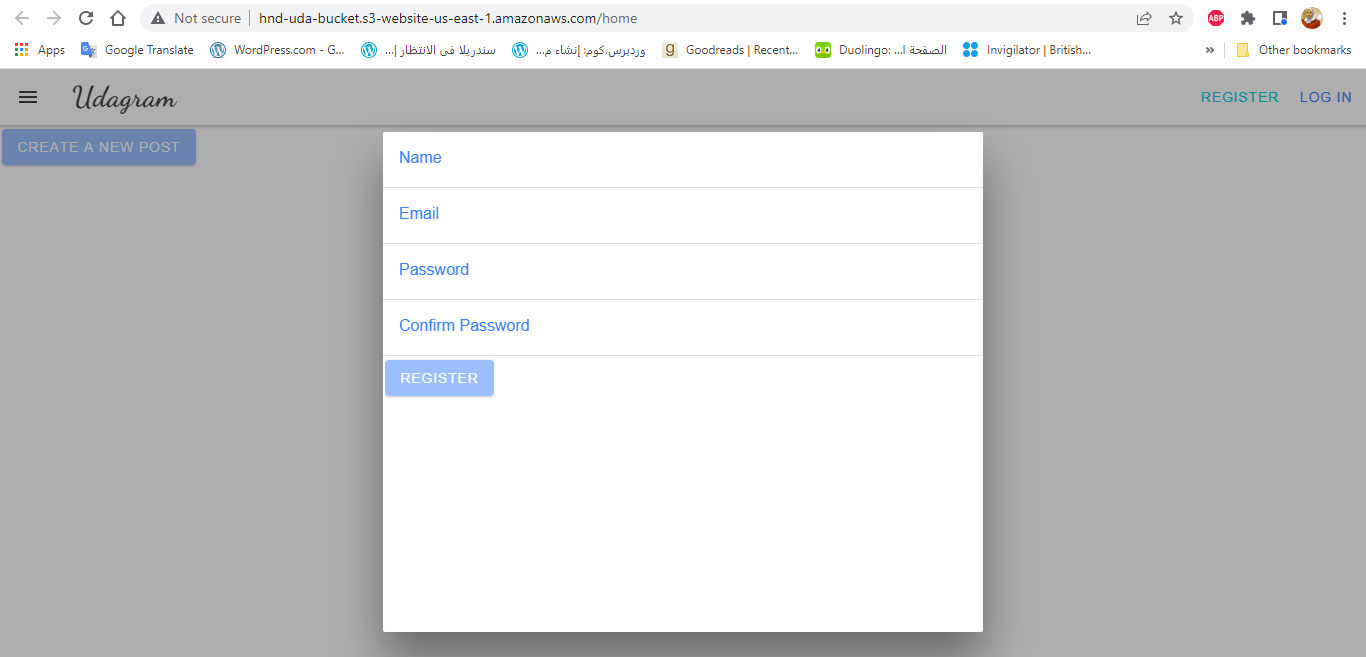 Not secure
hnd-uda-bucket.s3-website-us-east-1.amazonaws.com/home
ABP
Apps
Google Translate
WordPress.com - G...
سندريلا فى الانتظار |...
وردبرس.كوم: إنشاء م...
g
Goodreads | Recent...
Duolingo: الصفحة ا...
Invigilator | British...
»
Other bookmarks
Udagram
REGISTER
LOG IN
CREATE A NEW POST
Name
Email
Password
Confirm Password
REGISTER